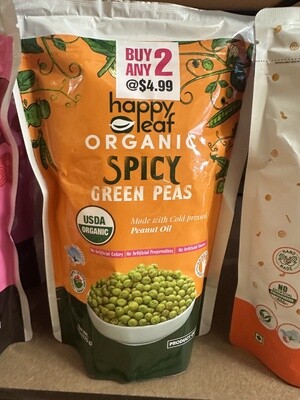 BUY
ANY 2
@$4.99
happy
leaf
ORGANIC
SPICY
GREEN PEAS
USDA
ORGANIC
Made with Cold pressed
Peanut Oil
No Artificial Colors
No Artificial Preservatives
No Artificial
PRODUCT
NO